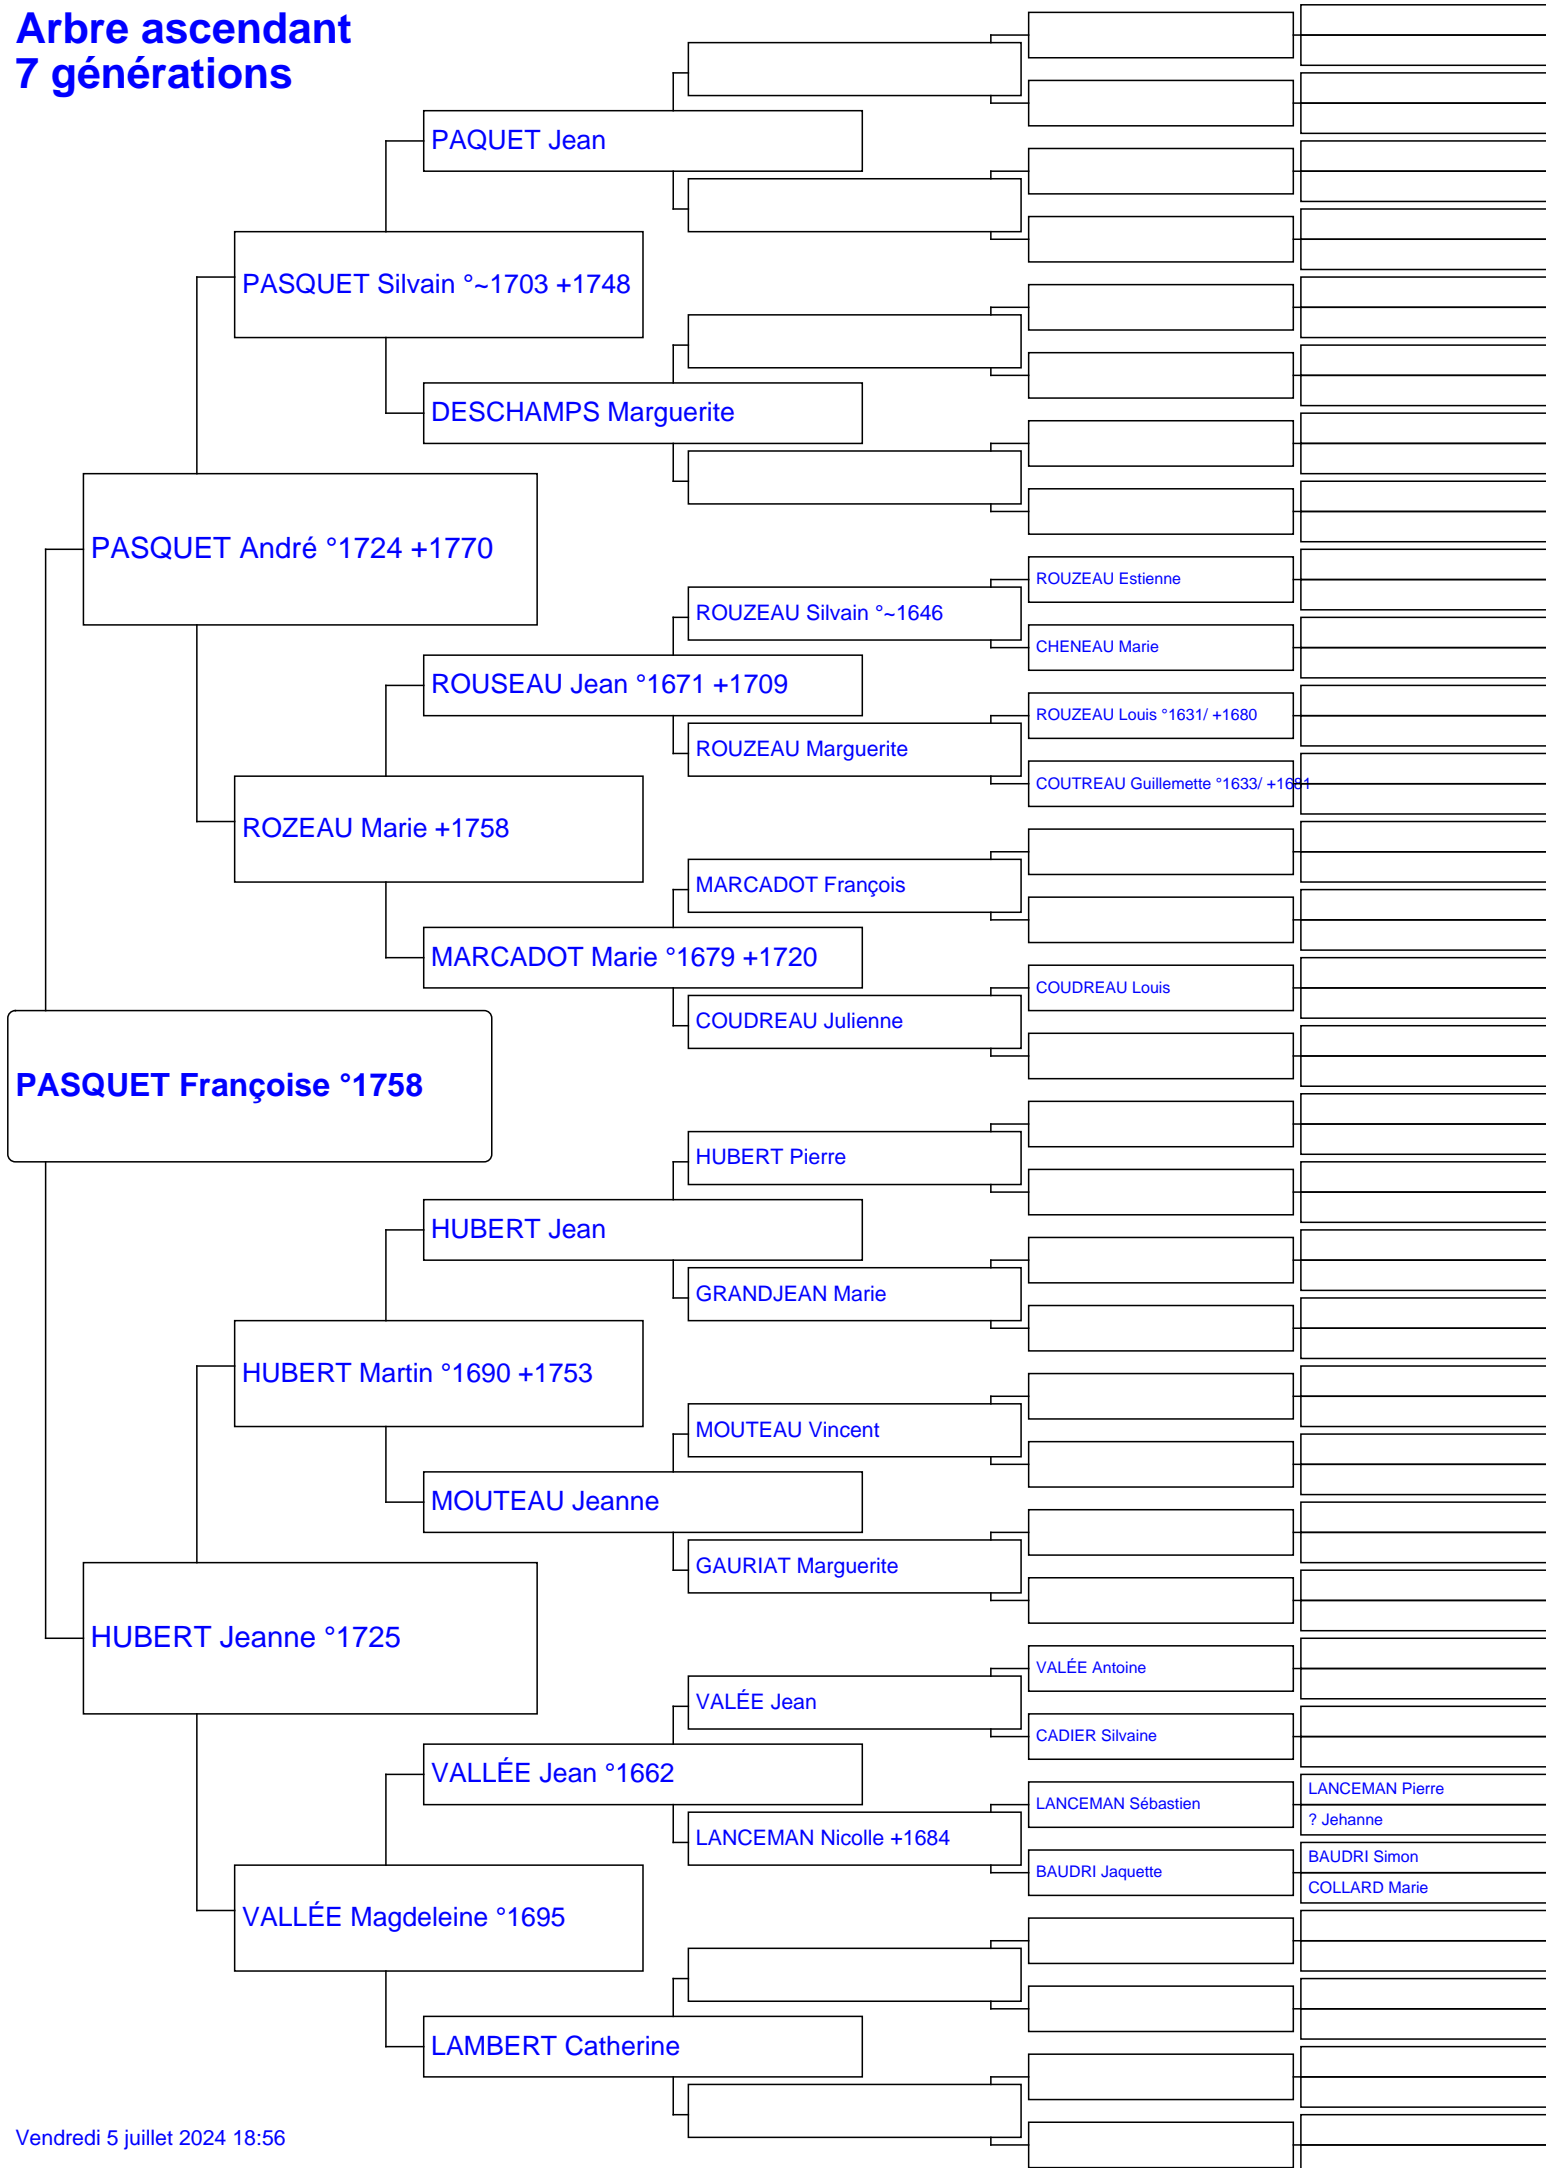 Arbre ascendant
7 générations
PAQUET Jean
PASQUET Silvain °~1703 +1748
DESCHAMPS Marguerite
PASQUET André °1724 +1770
ROUZEAU Estienne
ROUZEAU Silvain °~1646
CHENEAU Marie
ROUSEAU Jean °1671 +1709
ROUZEAU Louis °1631/ +1680
ROUZEAU Marguerite
COUTREAU Guillemette °1633/ +1681
ROZEAU Marie +1758
MARCADOT François
MARCADOT Marie °1679 +1720
COUDREAU Louis
COUDREAU Julienne
PASQUET Françoise °1758
HUBERT Pierre
HUBERT Jean
GRANDJEAN Marie
HUBERT Martin °1690 +1753
MOUTEAU Vincent
MOUTEAU Jeanne
GAURIAT Marguerite
HUBERT Jeanne °1725
VALÉE Antoine
VALÉE Jean
CADIER Silvaine
VALLÉE Jean °1662
LANCEMAN Pierre
LANCEMAN Sébastien
? Jehanne
LANCEMAN Nicolle +1684
BAUDRI Simon
BAUDRI Jaquette
COLLARD Marie
VALLÉE Magdeleine °1695
LAMBERT Catherine
Vendredi 5 juillet 2024 18:56